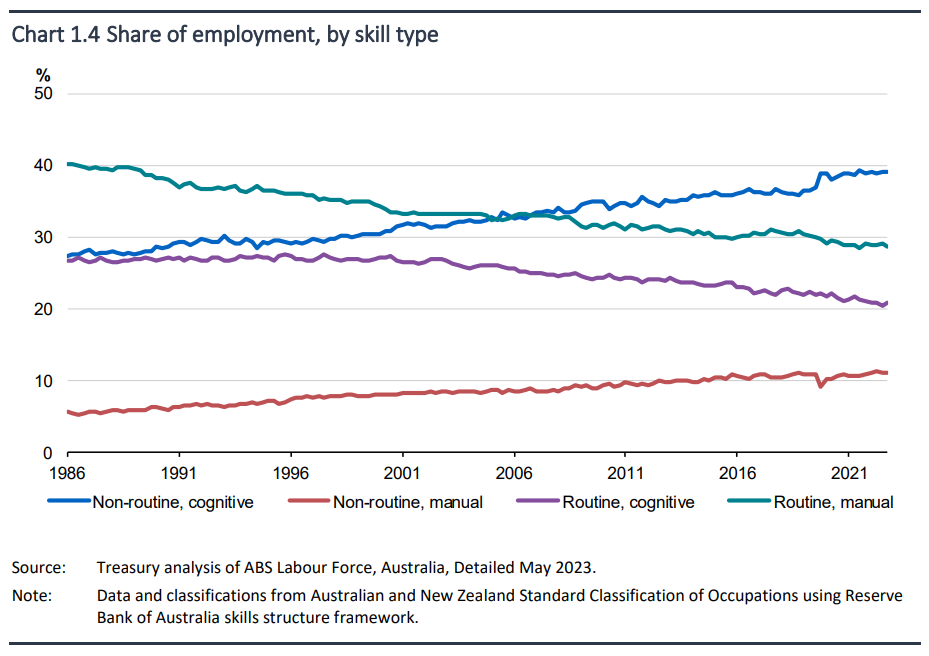 Chart 1.4 Share of employment, by skill type
%
50
40
30
20
10
0
1986 1991 1996 2001 2006 2011 2016 2021
Non-routine, cognitive Non-routine, manual Routine, cognitive Routine, manual
Source: Treasury analysis of ABS Labour Force, Australia, Detailed May 2023.
Note: Data and classifications from Australian and New Zealand Standard Classification of Occupations using Reserve
Bank of Australia skills structure framework.